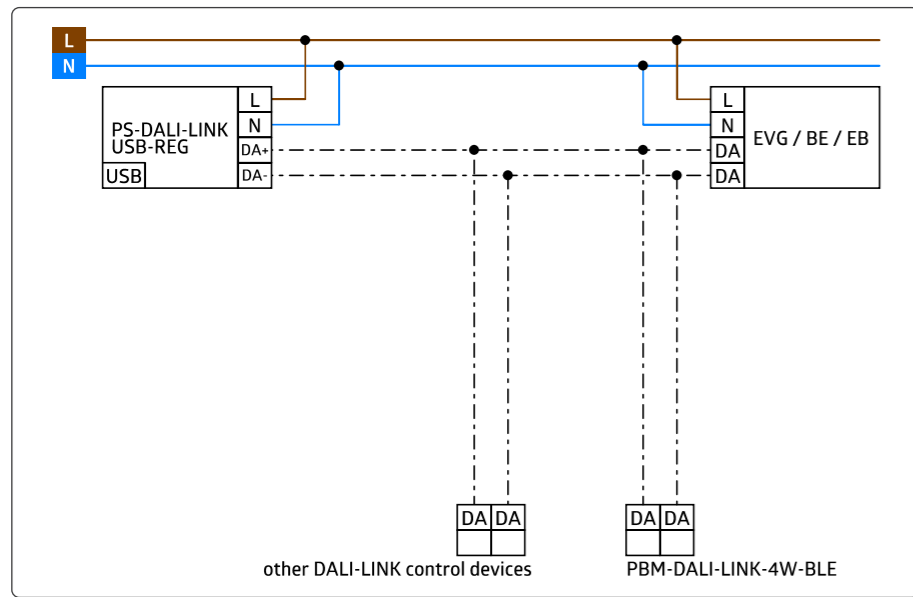 L
N
PS-DALI-LINK
USB-REG
USB
L
N
DA+
DA-
L
N
DA
DA
EVG / BE / EB
DA DA
DA DA
other DALI-LINK control devices
PBM-DALI-LINK-4W-BLE